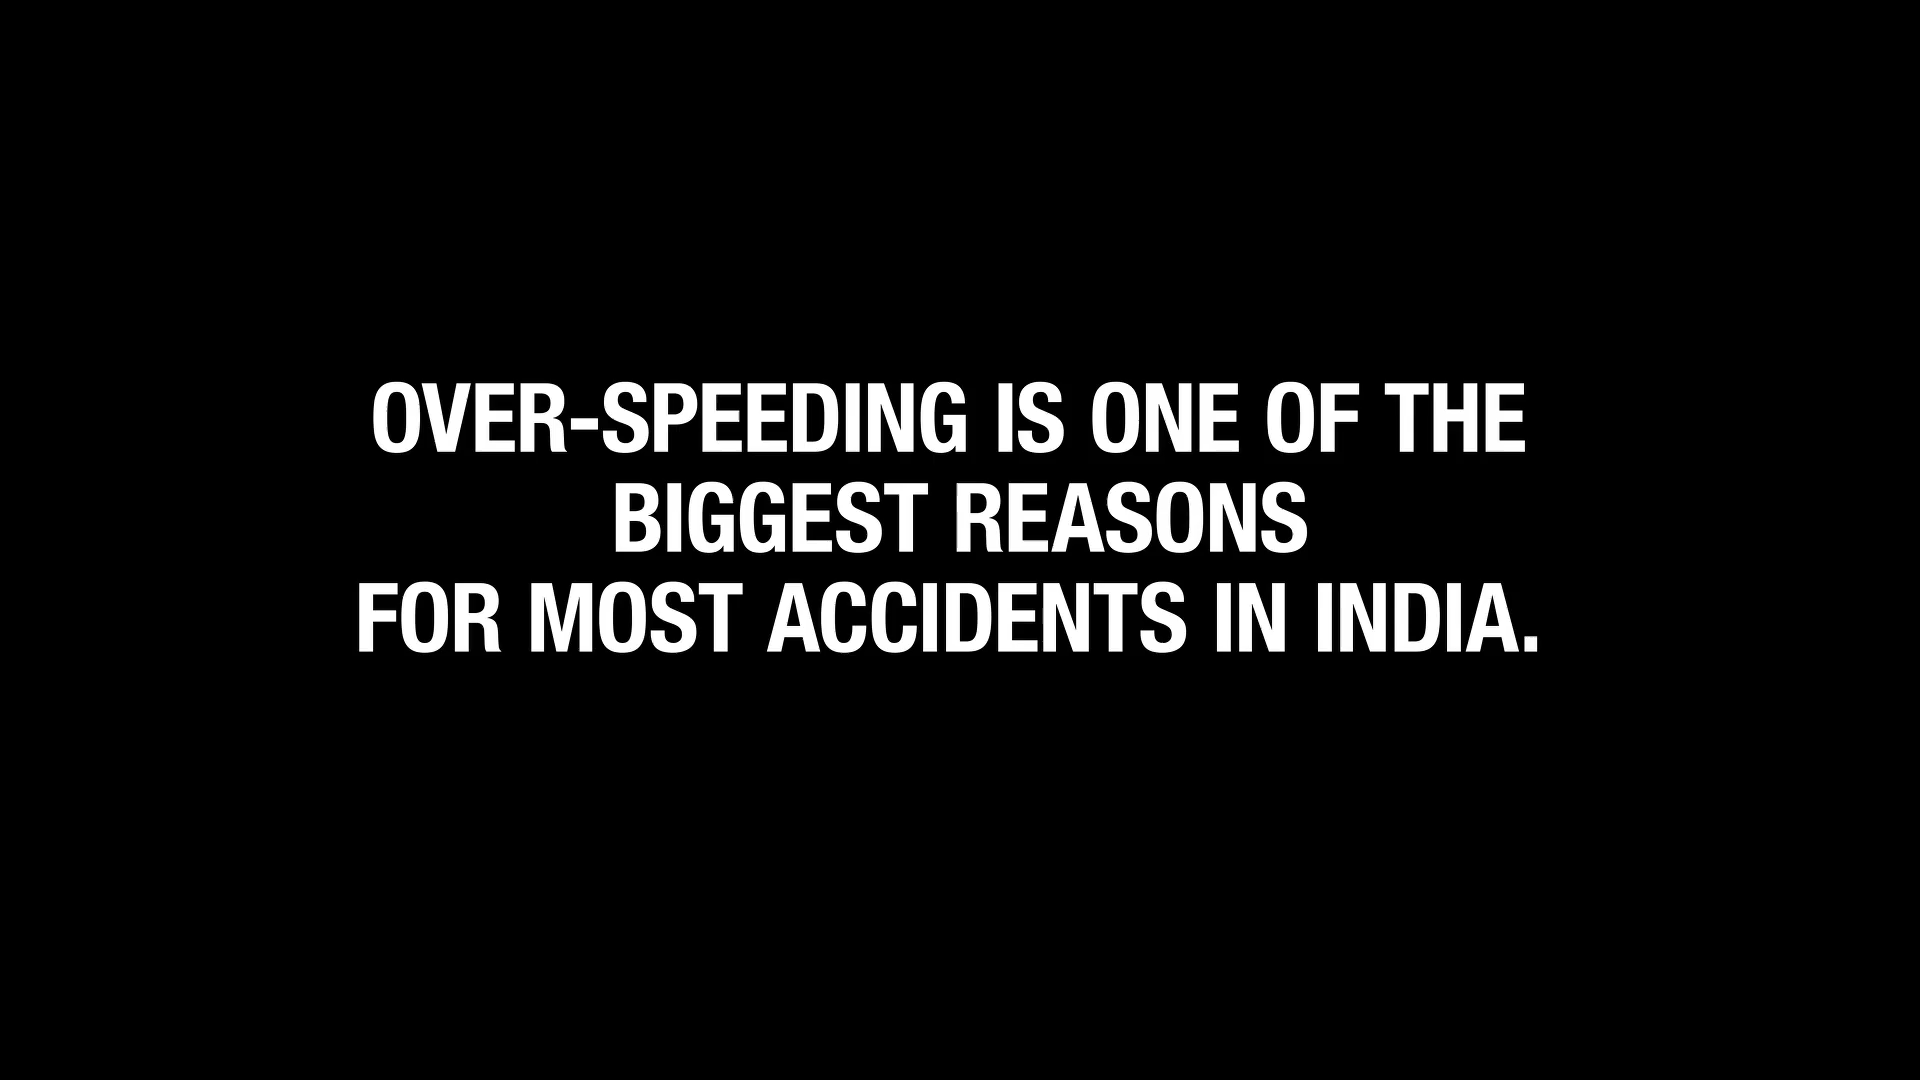 OVER-SPEEDING IS ONE OF THE
BIGGEST REASONS
FOR MOST ACCIDENTS IN INDIA.